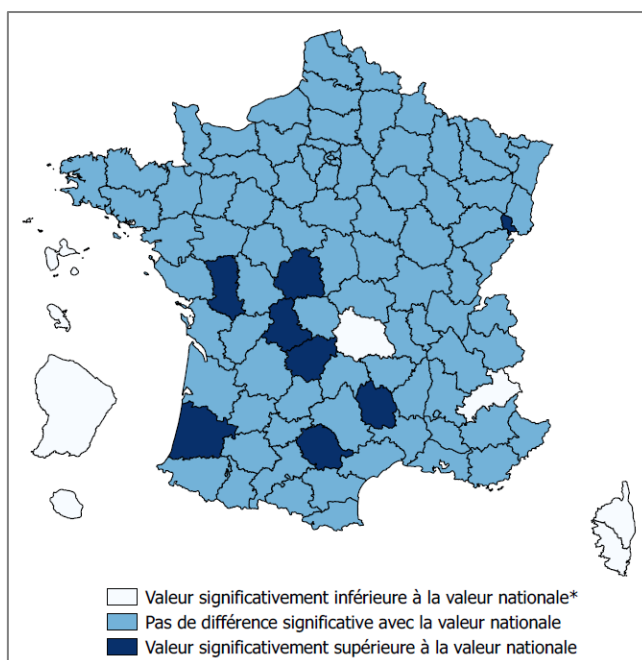 Valeur significativement inférieure à la valeur nationale*
Pas de différence significative avec la valeur nationale
Valeur significativement supérieure à la valeur nationale